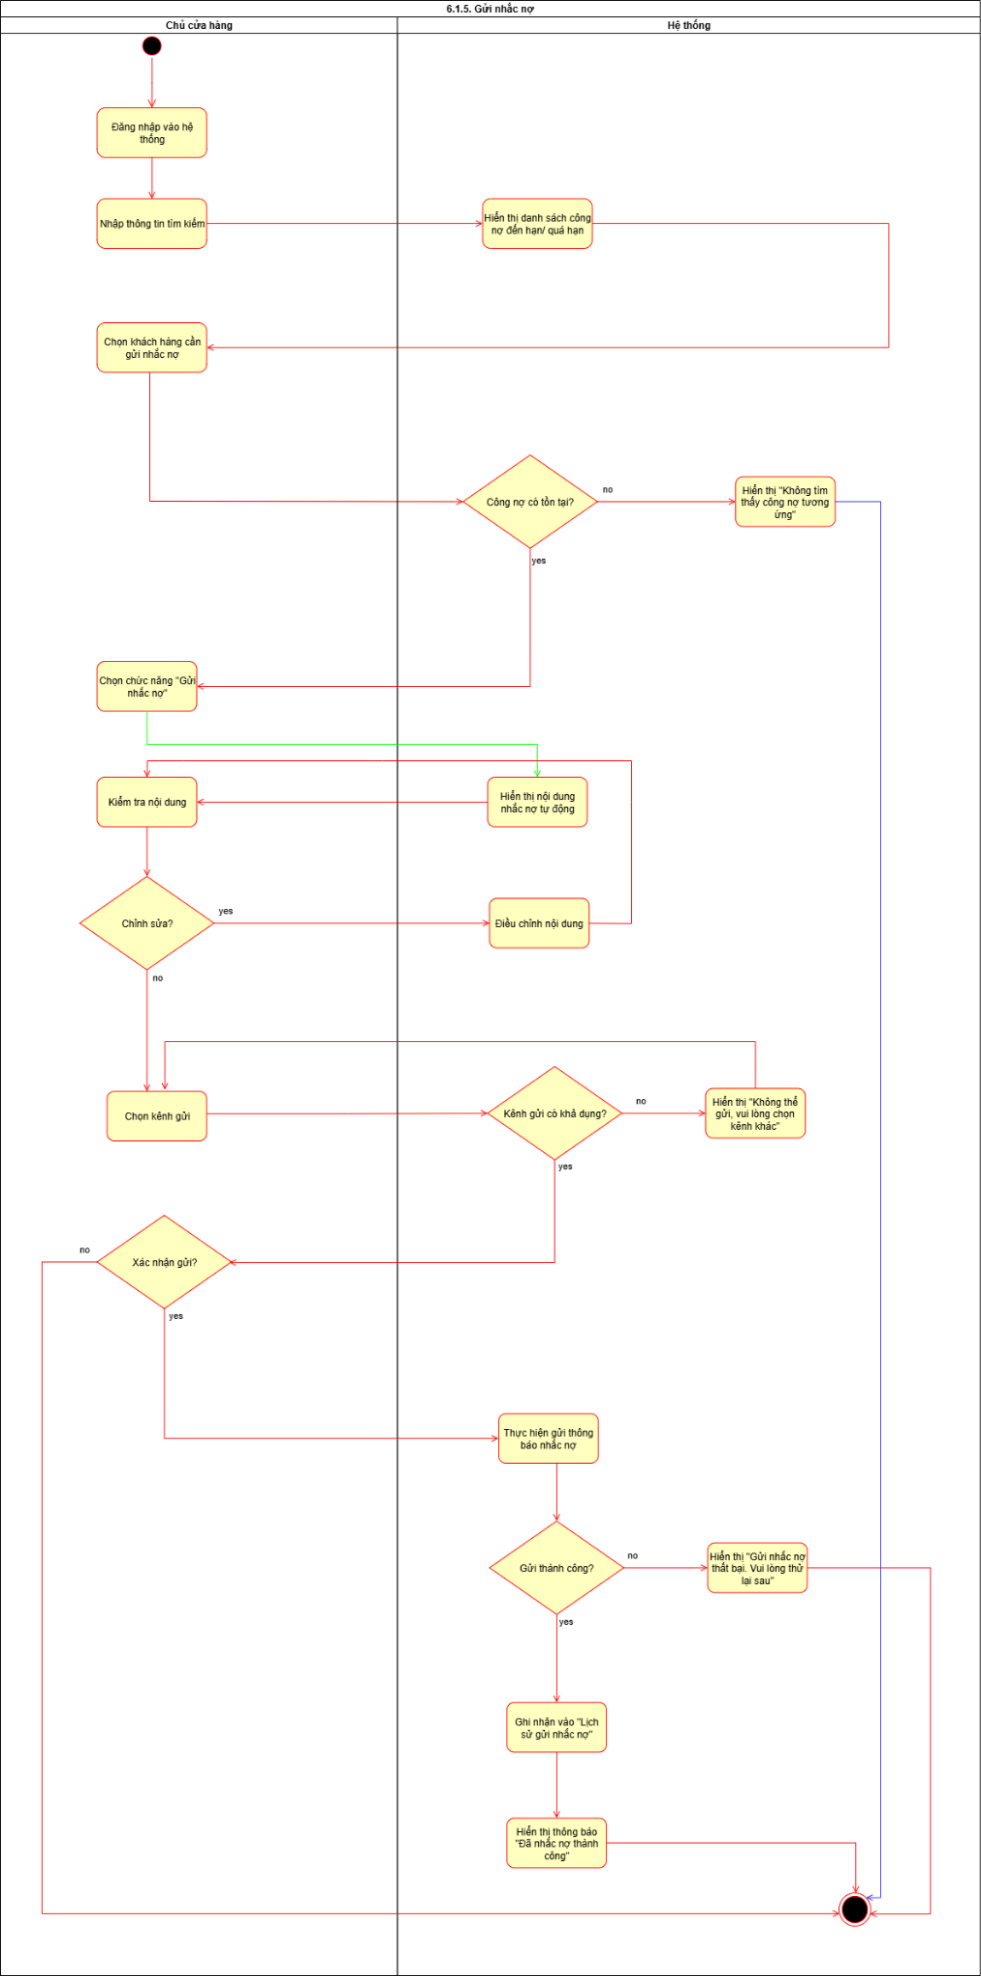 6.1.5. Gửi nhắc nợ
Chủ cửa hàng
Hệ thống
Đăng nhập vào hệ
thống
Nhập thông tin tìm kiếm
Hiển thị danh sách công
nợ đến hạn/ quá hạn
Chọn khách hàng cần
gửi nhắc nợ
Công nợ có tồn tại?
no
Hiển thị "Không tìm
thấy công nợ tương
ứng"
yes
Chọn chức năng "Gửi
nhắc nợ"
Kiểm tra nội dung
Hiển thị nội dung
nhắc nợ tự động
Chỉnh sửa?
yes
Điều chỉnh nội dung
no
Chọn kênh gửi
Kênh gửi có khả dụng?
no
Hiển thị "Không thể
gửi, vui lòng chọn
kênh khác"
yes
no
Xác nhận gửi?
yes
Thực hiện gửi thông
báo nhắc nợ
Gửi thành công?
no
Hiển thị "Gửi nhắc nợ
thất bại. Vui lòng thử
lại sau"
yes
Ghi nhận vào "Lịch
sử gửi nhắc nợ"
Hiển thị thông báo
"Đã nhắc nợ thành
công"